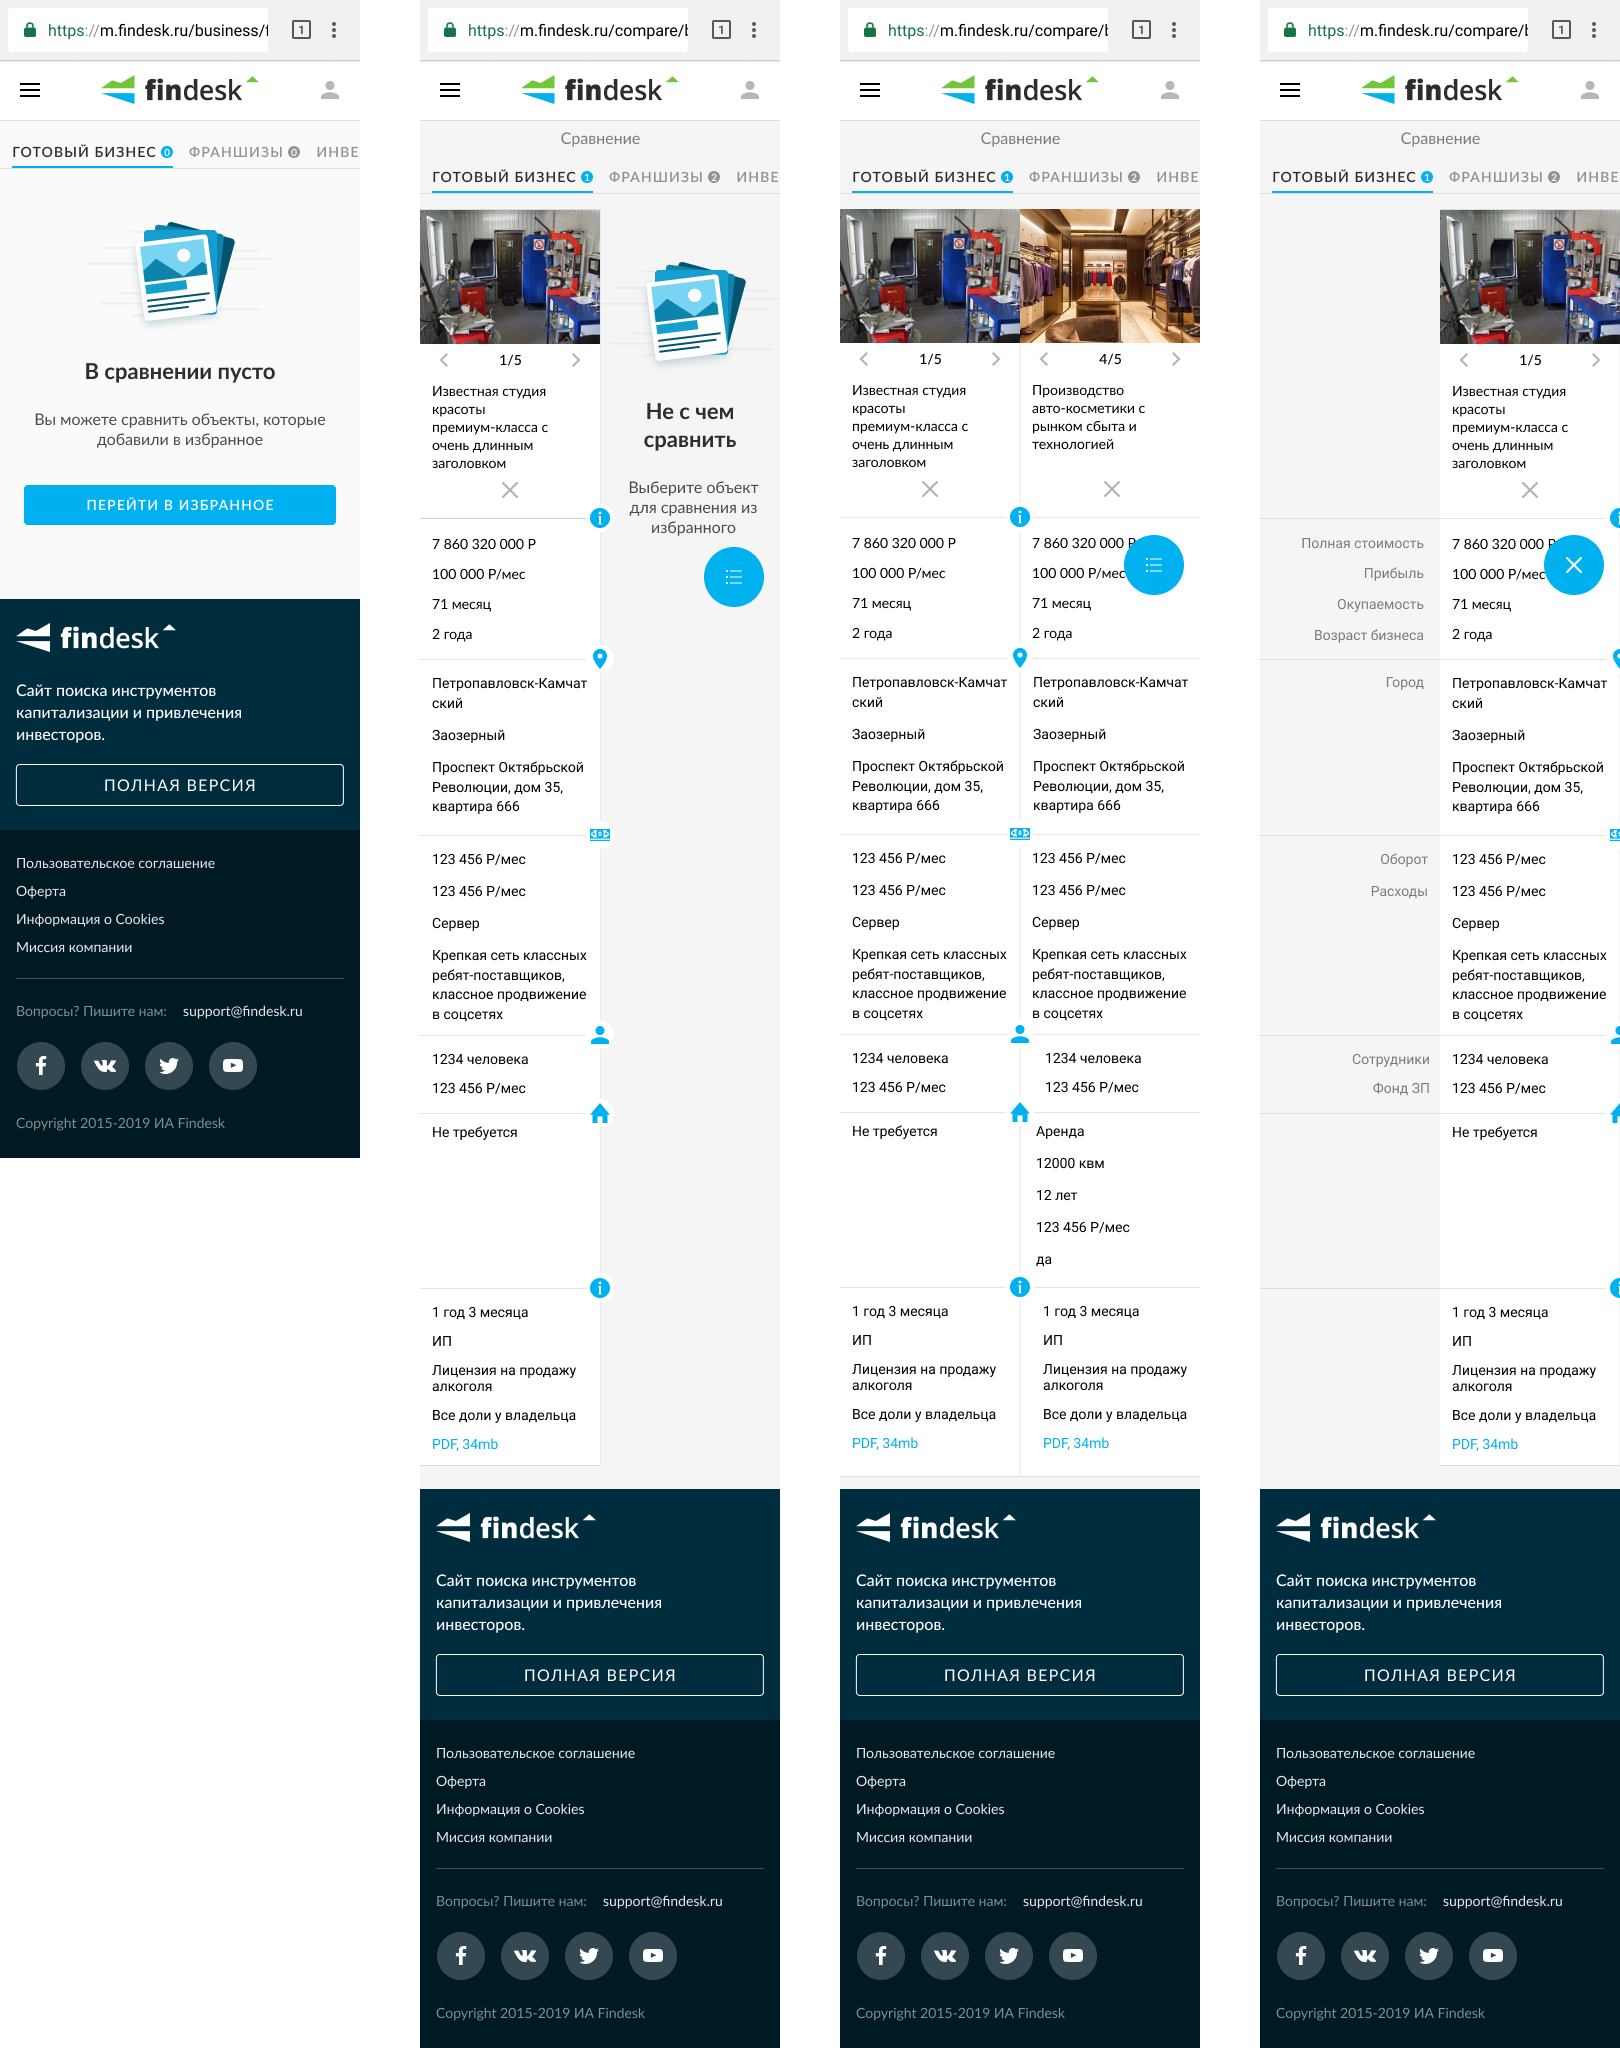 https://m.findesk.ru/business/f
1
findesk
ГОТОВЫЙ БИЗНЕС 0
ФРАНШИЗЫ 0
ИНВЕ
В сравнении пусто
Вы можете сравнить объекты, которые
добавили в избранное
ПЕРЕЙТИ В ИЗБРАННОЕ
findesk
Сайт поиска инструментов
капитализации и привлечения
инвесторов.
ПОЛНАЯ ВЕРСИЯ
Пользовательское соглашение
Оферта
Информация о Cookies
Миссия компании
Вопросы? Пишите нам: support@findesk.ru
Copyright 2015-2019 ИА Findesk
https://m.findesk.ru/compare/b
1
findesk
Сравнение
ГОТОВЫЙ БИЗНЕС 1
ФРАНШИЗЫ 2
ИНВЕ
1/5
Известная студия
красоты
премиум-класса с
очень длинным
заголовком
Не с чем
сравнить
Выберите объект
для сравнения из
избранного
7 860 320 000 Р
100 000 Р/мес
71 месяц
2 года
Петропавловск-Камчат
ский
Заозерный
Проспект Октябрьской
Революции, дом 35,
квартира 666
123 456 Р/мес
123 456 Р/мес
Сервер
Крепкая сеть классных
ребят-поставщиков,
классное продвижение
в соцсетях
1234 человека
123 456 Р/мес
Не требуется
1 год 3 месяца
ИП
Лицензия на продажу
алкоголя
Все доли у владельца
PDF, 34mb
findesk
Сайт поиска инструментов
капитализации и привлечения
инвесторов.
ПОЛНАЯ ВЕРСИЯ
Пользовательское соглашение
Оферта
Информация о Cookies
Миссия компании
Вопросы? Пишите нам: support@findesk.ru
Copyright 2015-2019 ИА Findesk
https://m.findesk.ru/compare/b
1
findesk
Сравнение
ГОТОВЫЙ БИЗНЕС 1
ФРАНШИЗЫ 2
ИНВЕ
1/5
Известная студия
красоты
премиум-класса с
очень длинным
заголовком
4/5
Производство
авто-косметики с
рынком сбыта и
технологией
7 860 320 000 Р
100 000 Р/мес
71 месяц
2 года
7 860 320 000 Р
100 000 Р/мес
71 месяц
2 года
Петропавловск-Камчат
ский
Заозерный
Проспект Октябрьской
Революции, дом 35,
квартира 666
Петропавловск-Камчат
ский
Заозерный
Проспект Октябрьской
Революции, дом 35,
квартира 666
123 456 Р/мес
123 456 Р/мес
Сервер
Крепкая сеть классных
ребят-поставщиков,
классное продвижение
в соцсетях
123 456 Р/мес
123 456 Р/мес
Сервер
Крепкая сеть классных
ребят-поставщиков,
классное продвижение
в соцсетях
1234 человека
123 456 Р/мес
1234 человека
123 456 Р/мес
Не требуется
Аренда
12000 квм
12 лет
123 456 Р/мес
да
1 год 3 месяца
ИП
Лицензия на продажу
алкоголя
Все доли у владельца
PDF, 34mb
1 год 3 месяца
ИП
Лицензия на продажу
алкоголя
Все доли у владельца
PDF, 34mb
findesk
Сайт поиска инструментов
капитализации и привлечения
инвесторов.
ПОЛНАЯ ВЕРСИЯ
Пользовательское соглашение
Оферта
Информация о Cookies
Миссия компании
Вопросы? Пишите нам: support@findesk.ru
Copyright 2015-2019 ИА Findesk
https://m.findesk.ru/compare/b
1
findesk
Сравнение
ГОТОВЫЙ БИЗНЕС 1
ФРАНШИЗЫ 2
ИНВЕ
1/5
Известная студия
красоты
премиум-класса с
очень длинным
заголовком
Полная стоимость 7 860 320 000 Р
Прибыль 100 000 Р/мес
Окупаемость 71 месяц
Возраст бизнеса 2 года
Город Петропавловск-Камчат
ский
Заозерный
Проспект Октябрьской
Революции, дом 35,
квартира 666
Оборот 123 456 Р/мес
Расходы 123 456 Р/мес
Сервер
Крепкая сеть классных
ребят-поставщиков,
классное продвижение
в соцсетях
Сотрудники 1234 человека
Фонд ЗП 123 456 Р/мес
Не требуется
1 год 3 месяца
ИП
Лицензия на продажу
алкоголя
Все доли у владельца
PDF, 34mb
findesk
Сайт поиска инструментов
капитализации и привлечения
инвесторов.
ПОЛНАЯ ВЕРСИЯ
Пользовательское соглашение
Оферта
Информация о Cookies
Миссия компании
Вопросы? Пишите нам: support@findesk.ru
Copyright 2015-2019 ИА Findesk